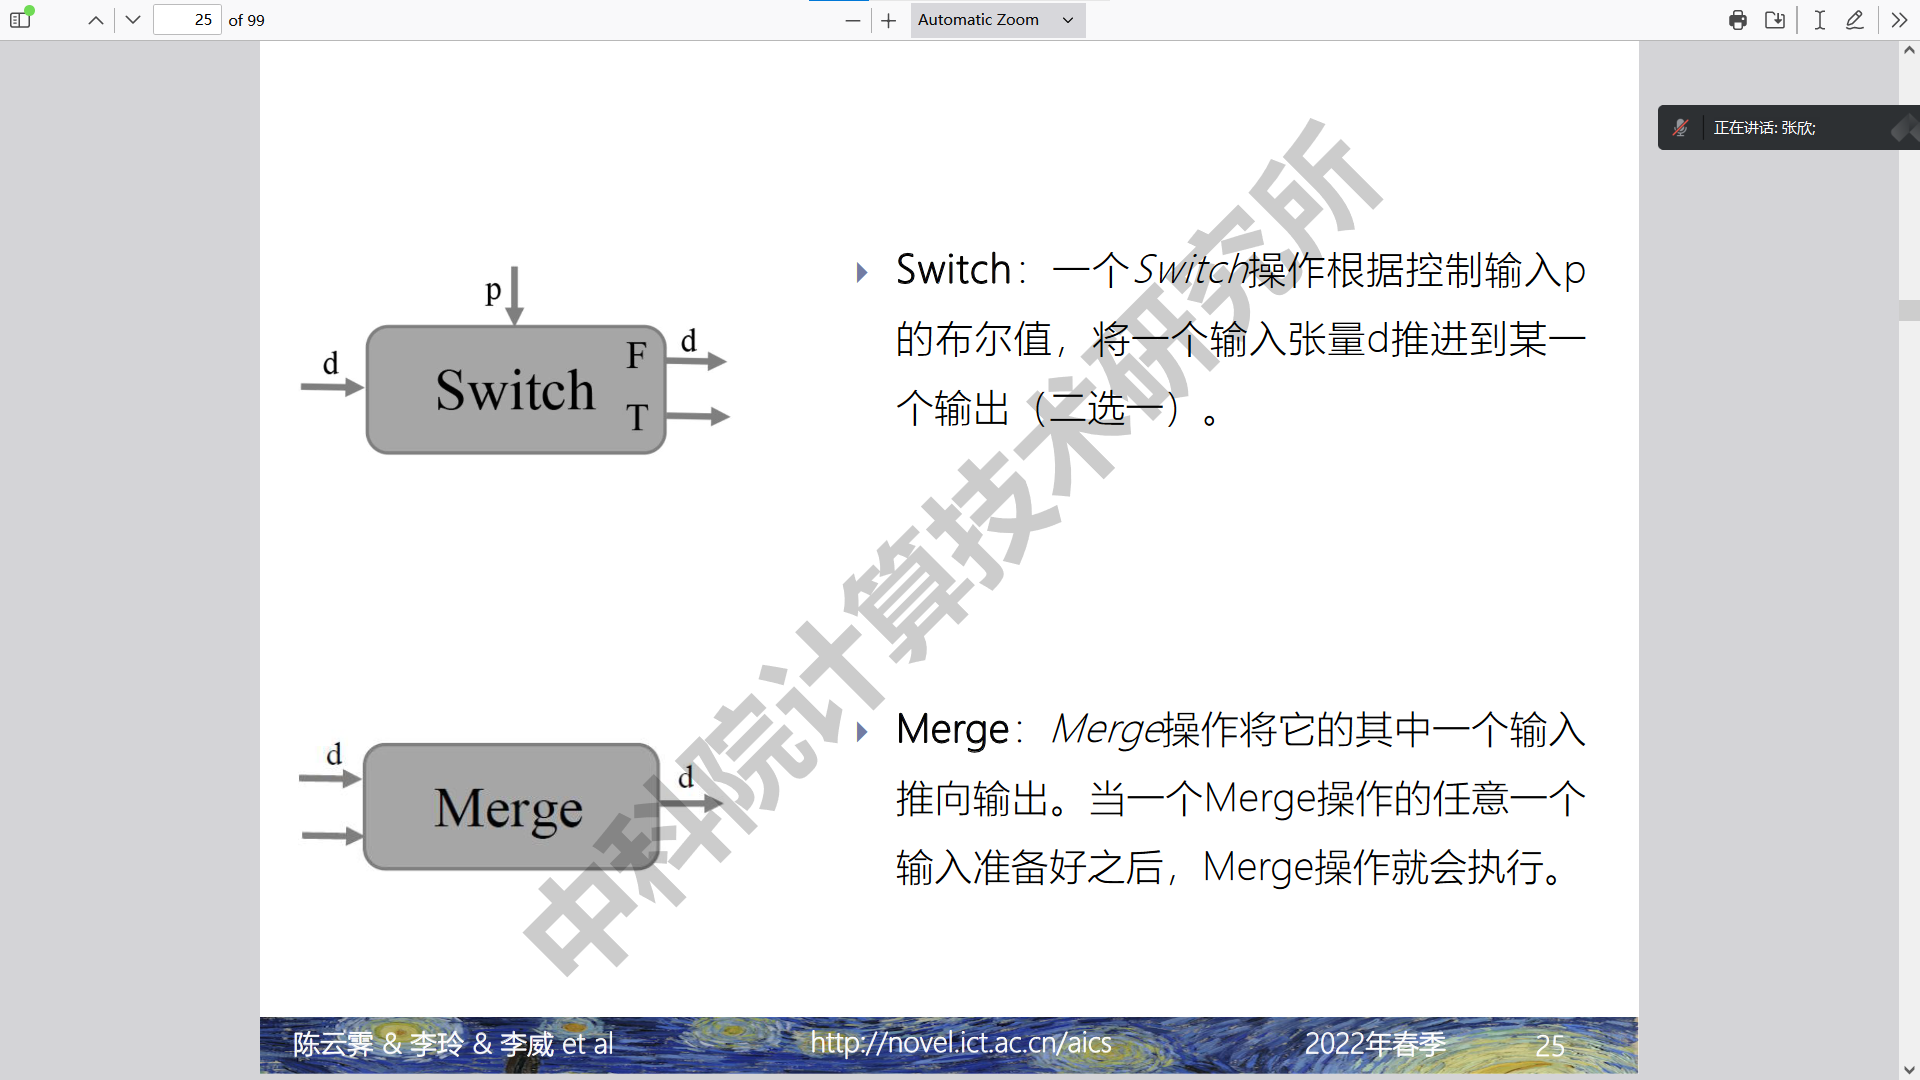 25 of 99
Automatic Zoom
正在讲话: 张欣;
Switch：一个Switch操作根据控制输入p
的布尔值，将一个输入张量d推进到某一
个输出（二选一）。
p
d
Switch
F
T
d
Merge：Merge操作将它的其中一个输入
推向输出。当一个Merge操作的任意一个
输入准备好之后，Merge操作就会执行。
d
Merge
d
中科院计算技术研究所
陈云霁 & 李玲 & 李威 et al
http://novel.ict.ac.cn/aics
2022年春季
25